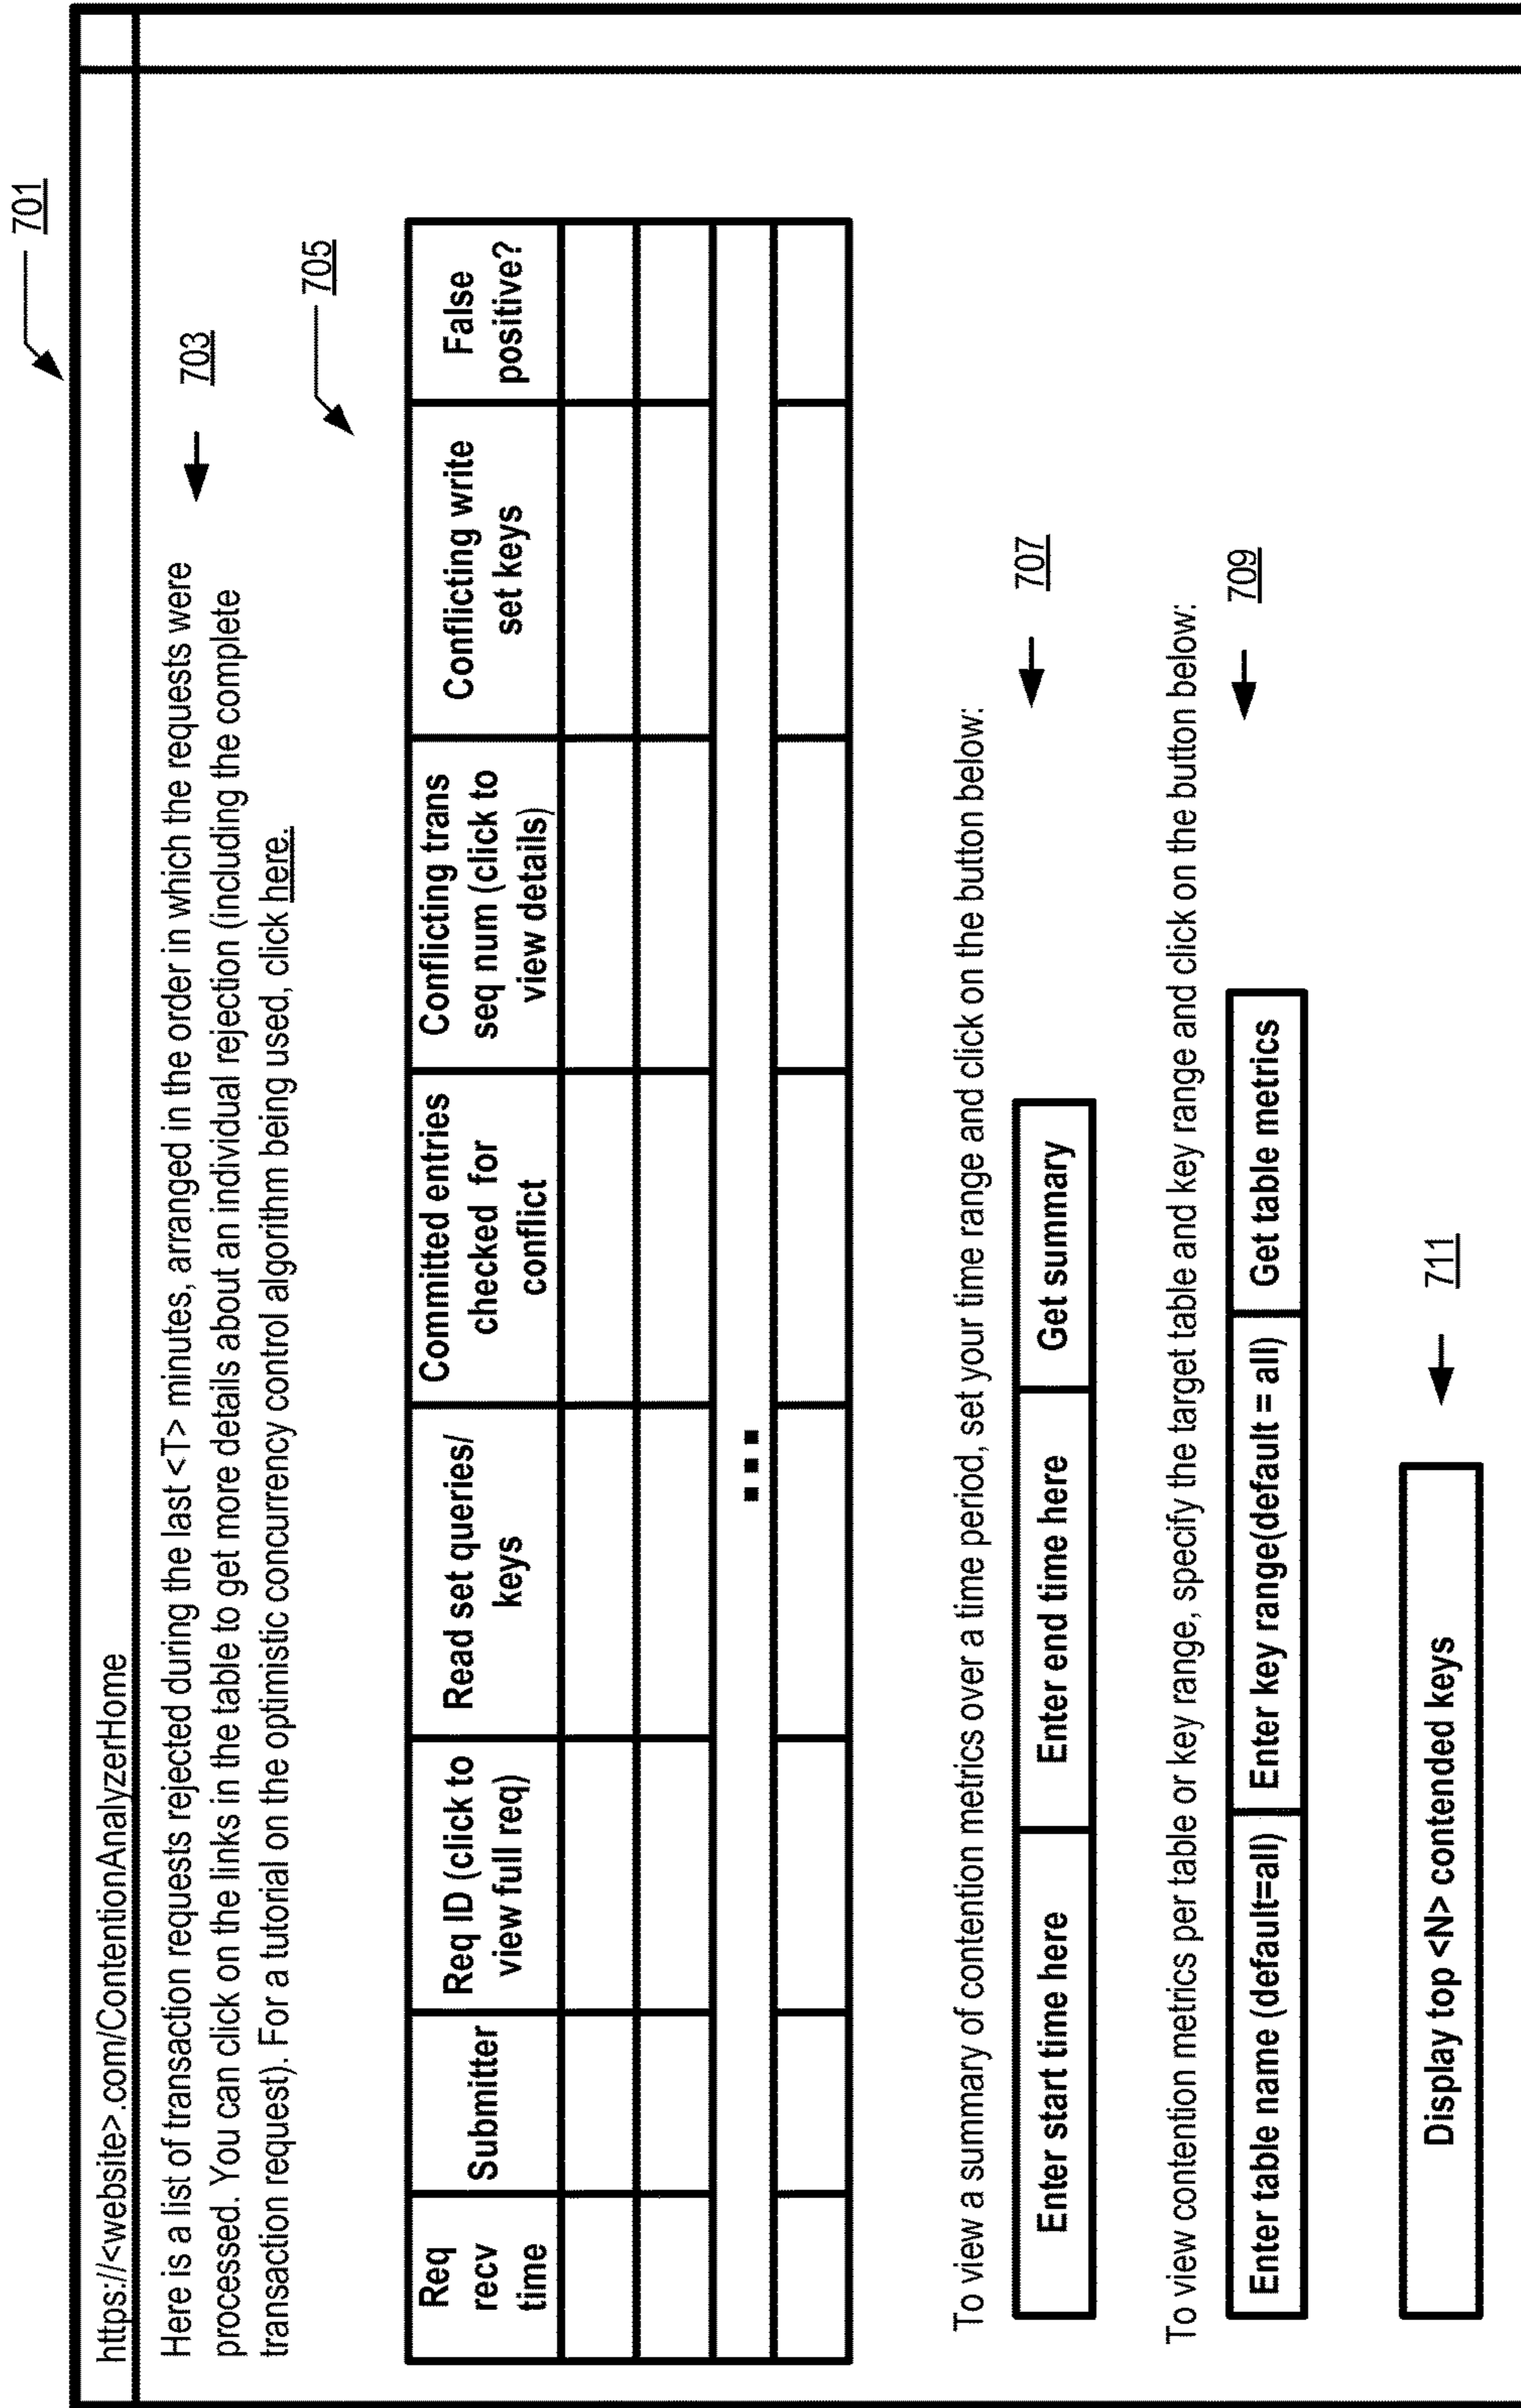 701
https://<website>.com/ContentionAnalyzerHome
Here is a list of transaction requests rejected during the last <T> minutes, arranged in the order in which the requests were
processed. You can click on the links in the table to get more details about an individual rejection (including the complete
transaction request). For a tutorial on the optimistic concurrency control algorithm being used, click here.
703
705
Req
recv
time
Submitter
Req ID (click to
view full req)
Read set queries/
keys
Committed entries
checked for
conflict
Conflicting trans
seq num (click to
view details)
Conflicting write
set keys
False
positive?
To view a summary of contention metrics over a time period, set your time range and click on the button below:
Enter start time here
Enter end time here
Get summary
707
To view contention metrics per table or key range, specify the target table and key range and click on the button below:
Enter table name (default=all)
Enter key range(default = all)
Get table metrics
709
Display top <N> contended keys
711